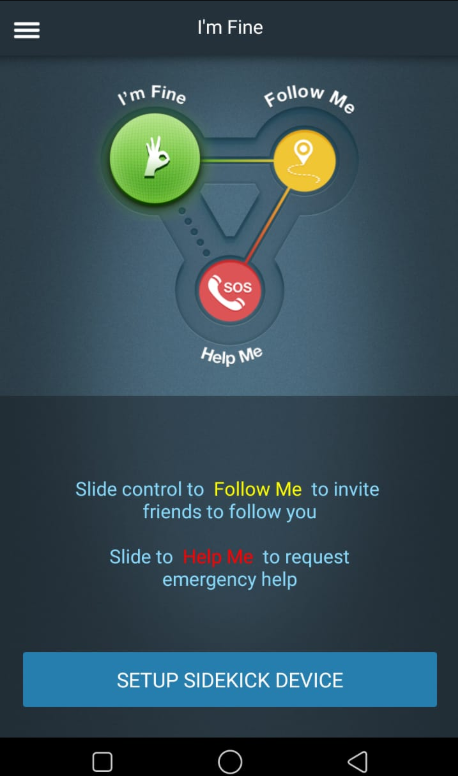 I'm Fine
I'm Fine
Follow Me
SOS
Help Me
Slide control to Follow Me to invite
friends to follow you
Slide to Help Me to request
emergency help
SETUP SIDEKICK DEVICE